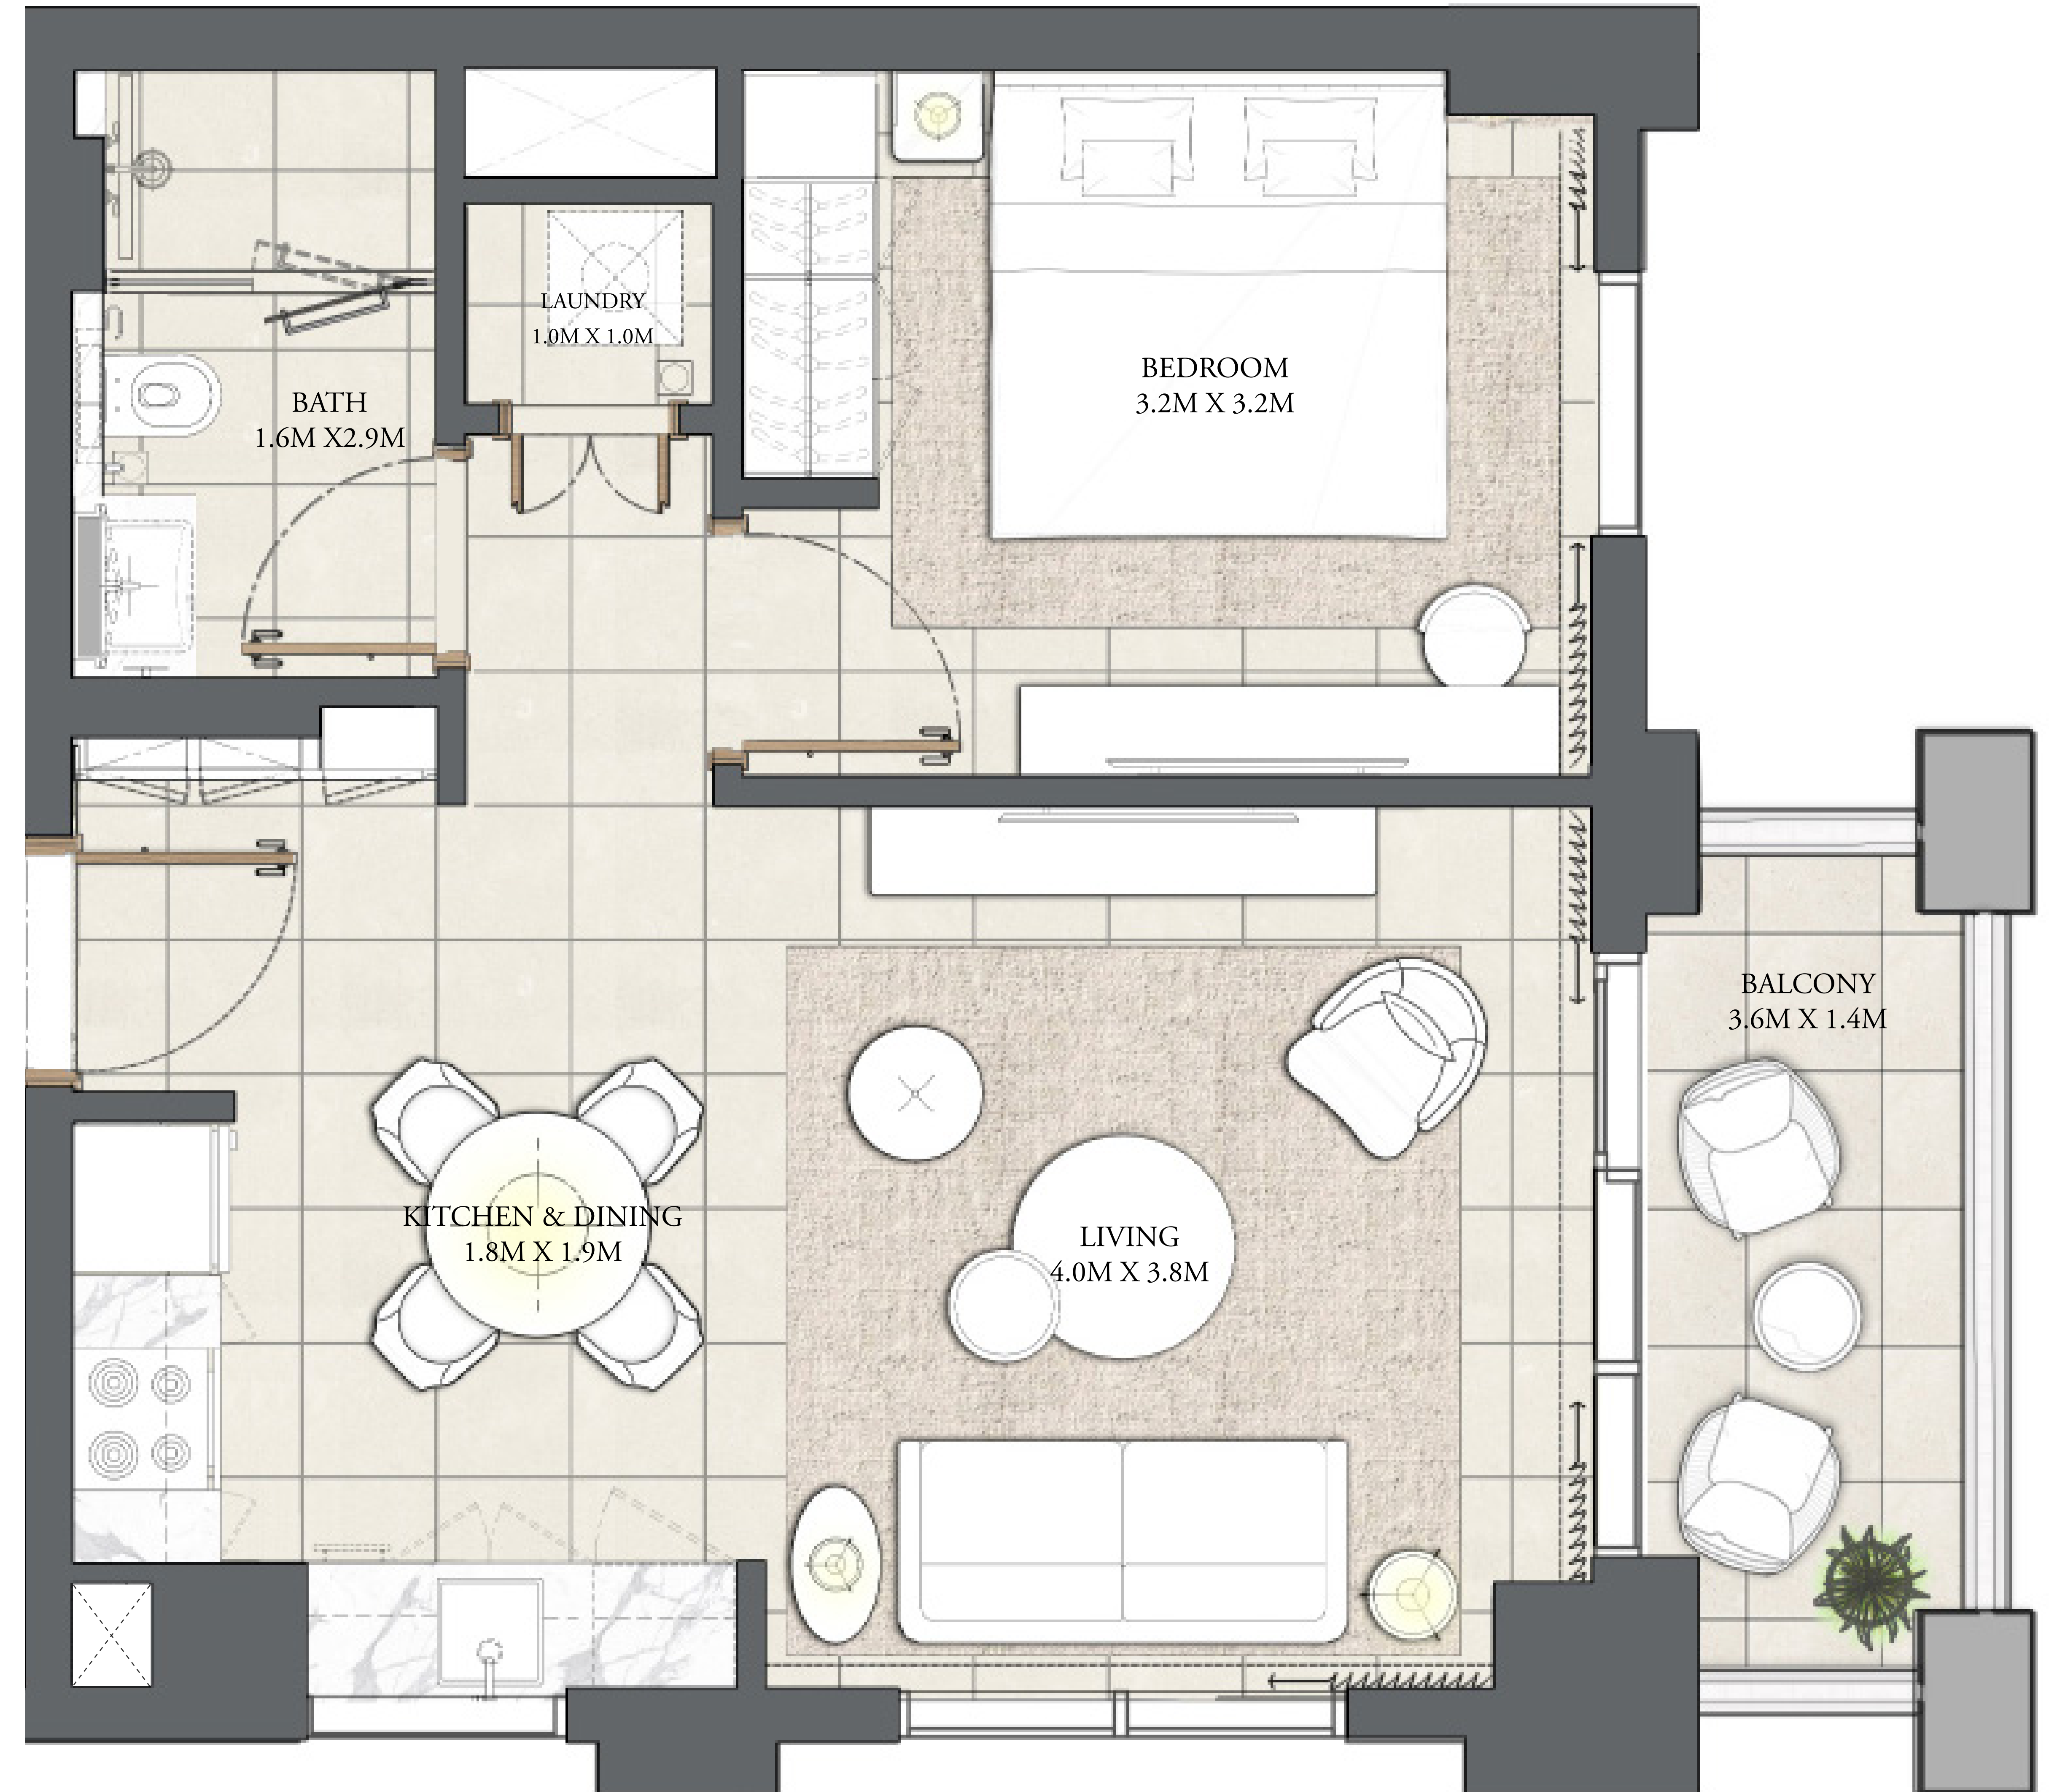 LAUNDRY
1.0M X 1.0M
BEDROOM
3.2M X 3.2M
BATH
1.6M X2.9M
BALCONY
3.6M X 1.4M
KITCHEN & DINING
1.8M X 1.9M
LIVING
4.0M X 3.8M